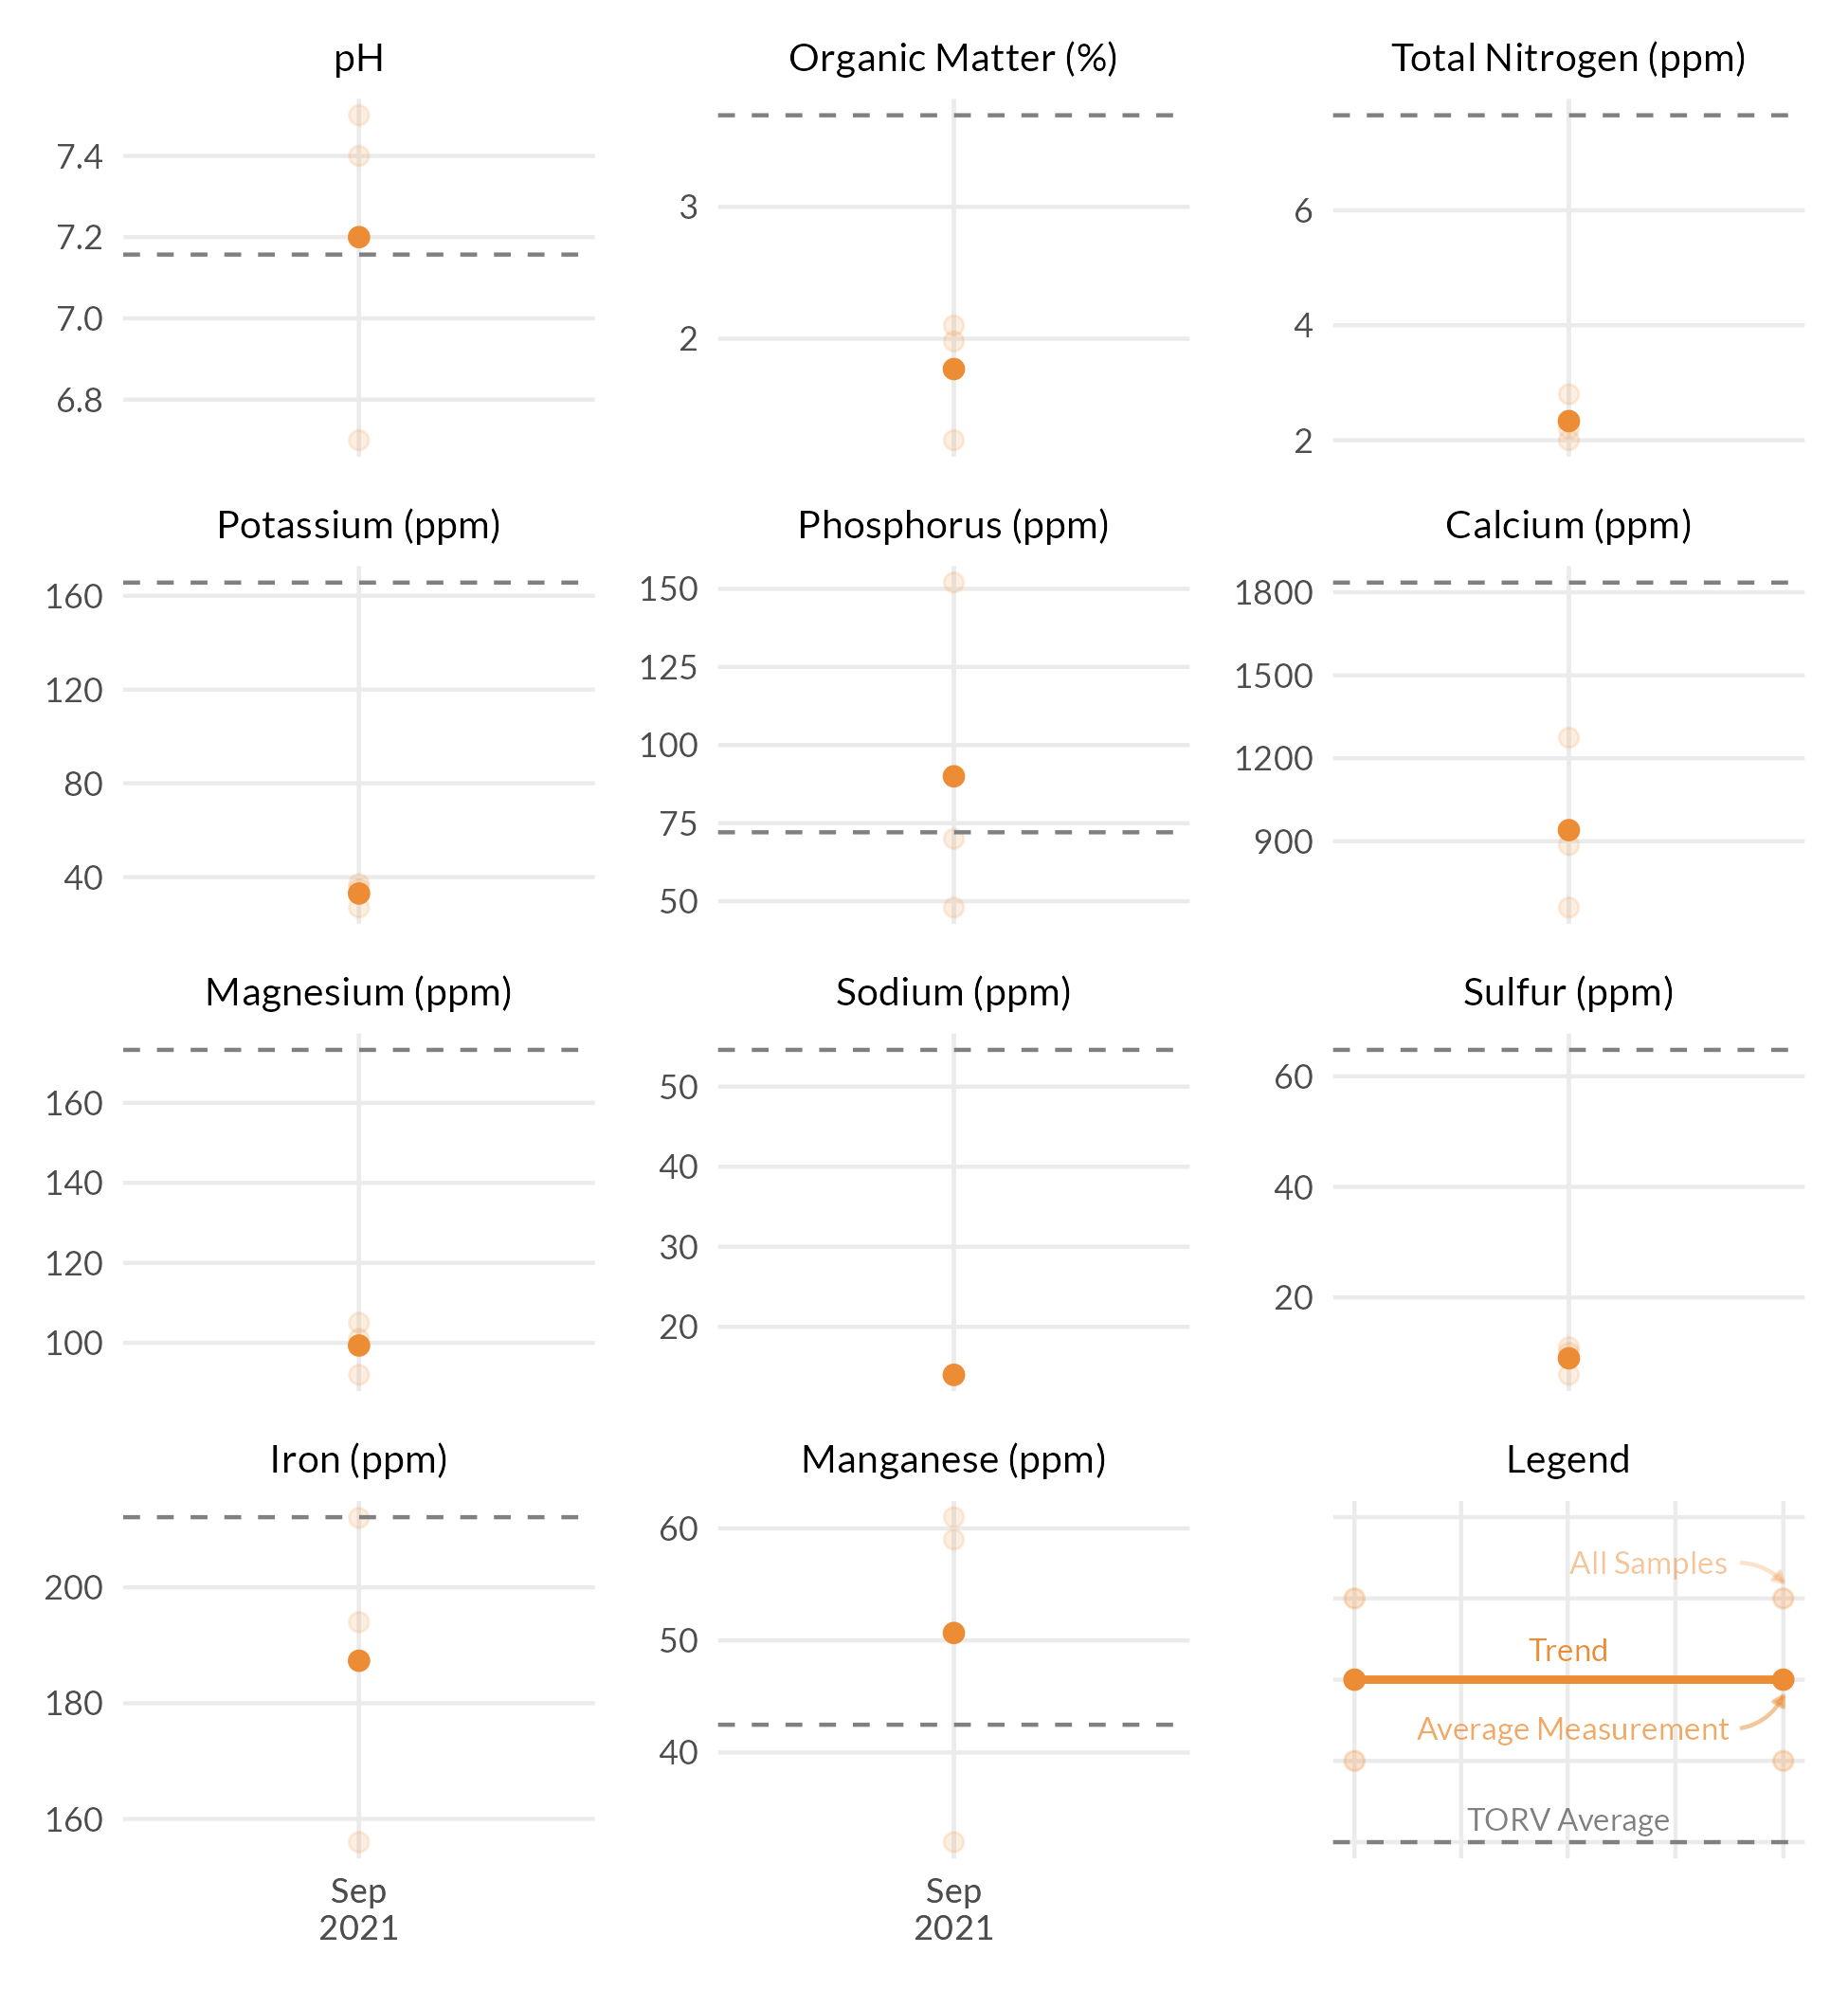 pH
Organic Matter (%)
Total Nitrogen (ppm)
7.4
7.2
7.0
6.8
3
2
6
4
2
Potassium (ppm)
Phosphorus (ppm)
Calcium (ppm)
160
120
80
40
150
125
100
75
50
1800
1500
1200
900
Magnesium (ppm)
Sodium (ppm)
Sulfur (ppm)
160
140
120
100
50
40
30
20
60
40
20
Iron (ppm)
Manganese (ppm)
Legend
200
180
160
Sep
2021
60
50
40
Sep
2021
All Samples
Trend
Average Measurement
TORV Average